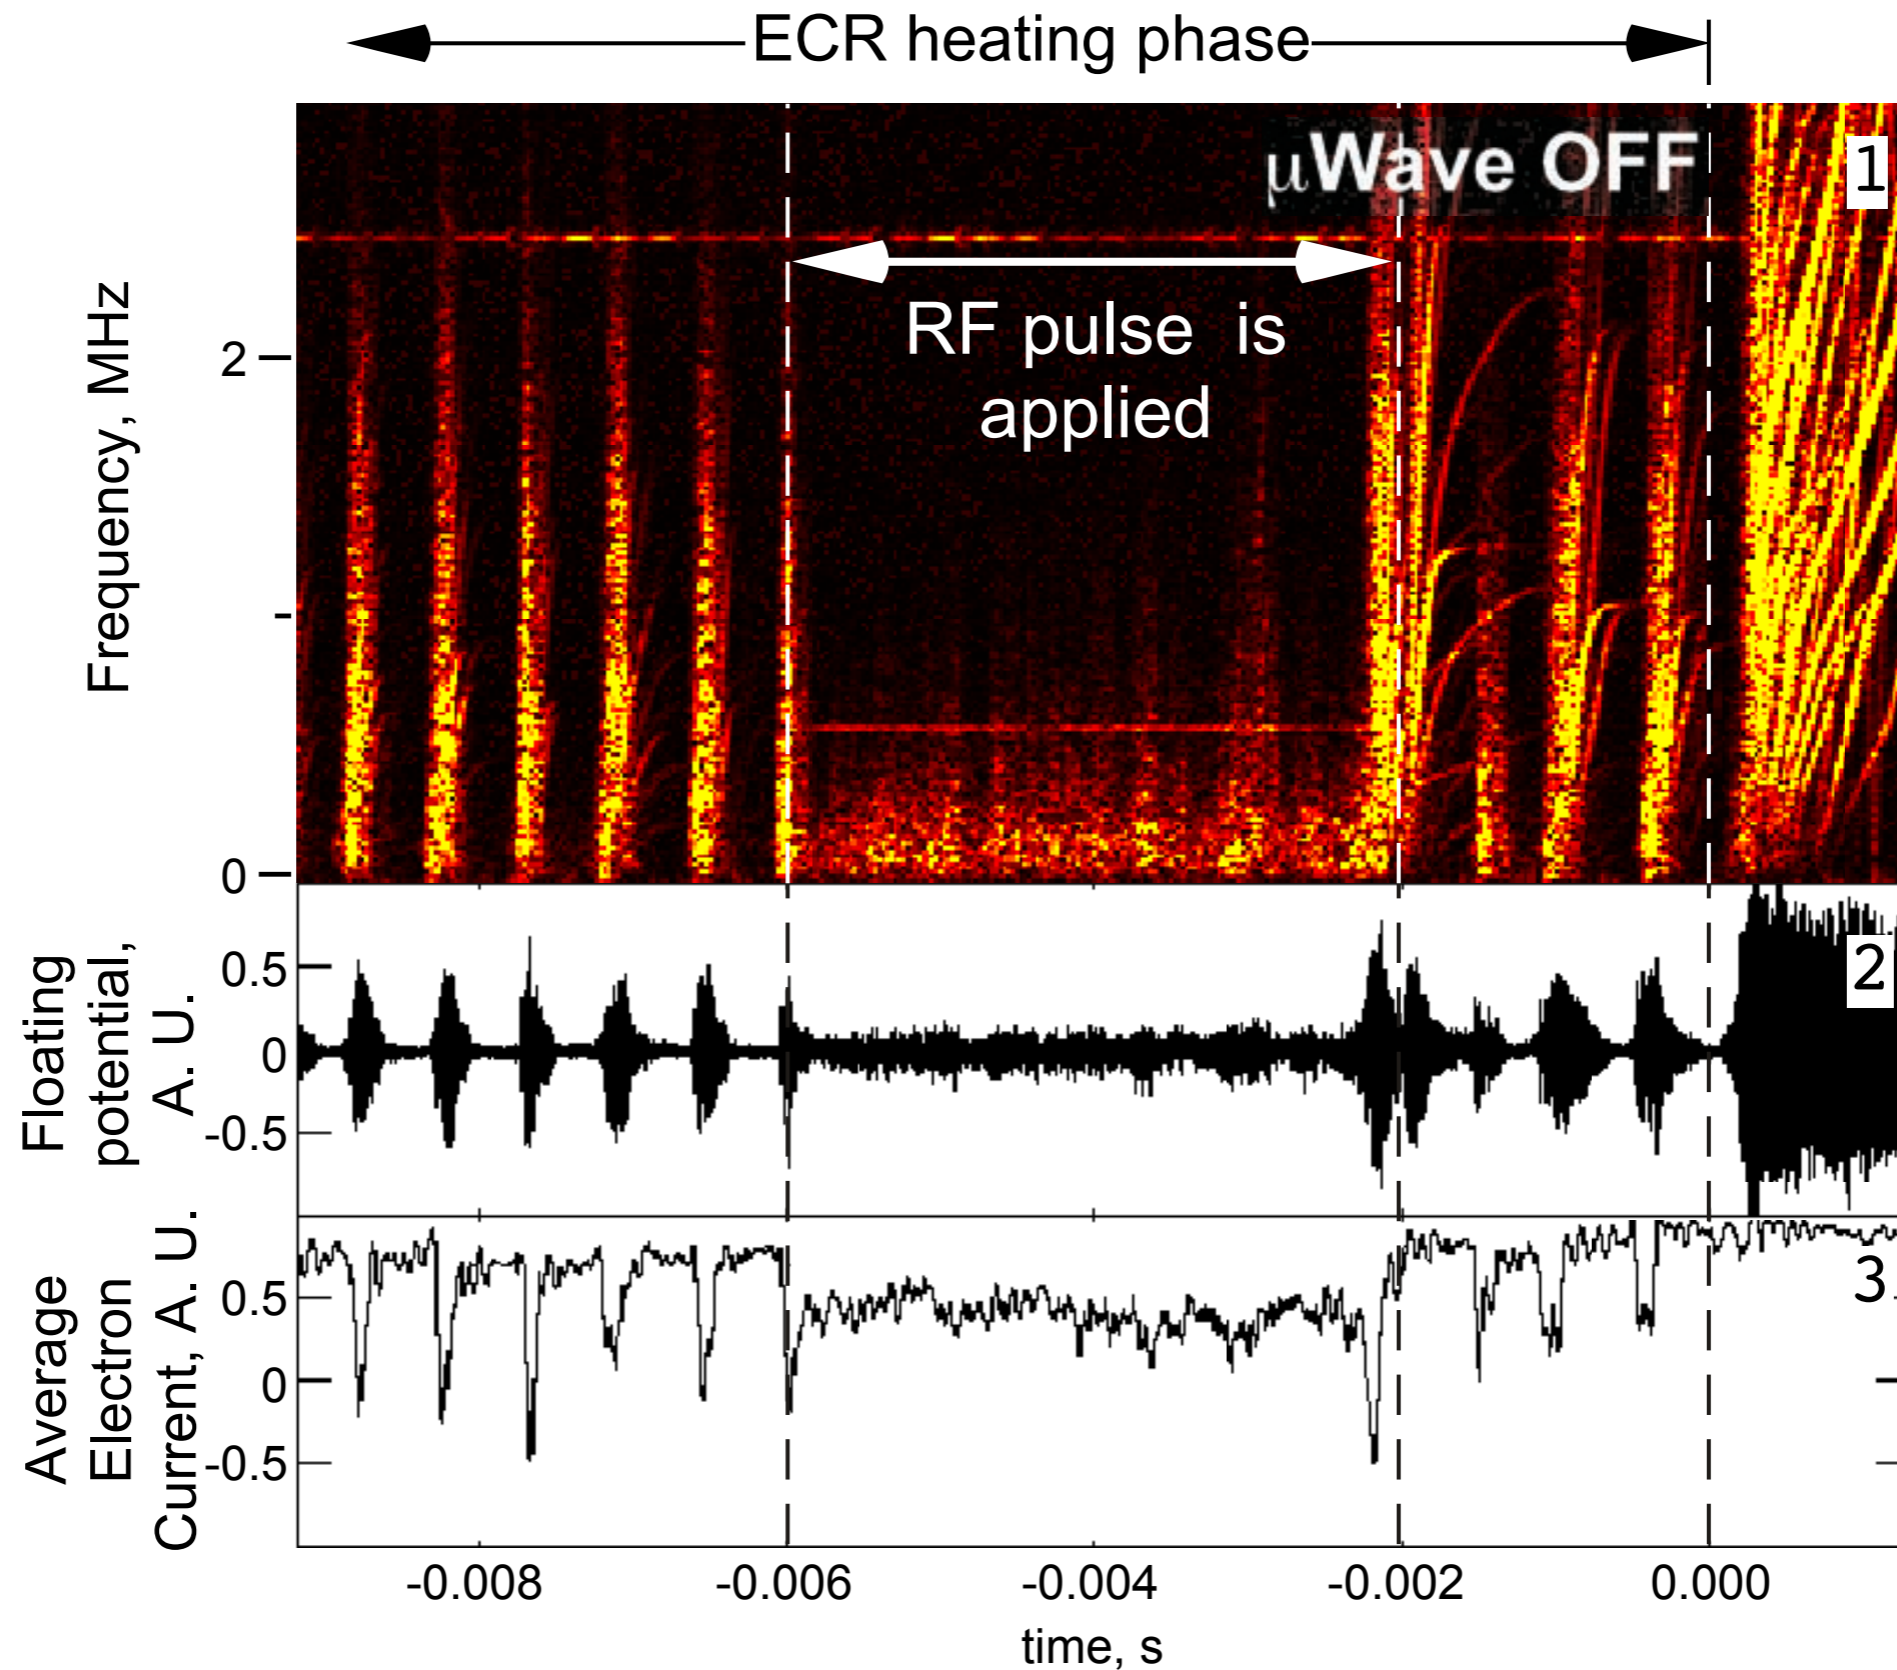 ECR heating phase
μWave OFF
1
RF pulse is
applied
Frequency, MHz
2
0
Floating
potential,
A. U.
0.5
0
-0.5
2
Average
Electron
Current, A. U.
0.5
0
-0.5
3
-0.008
-0.006
-0.004
-0.002
0.000
time, s